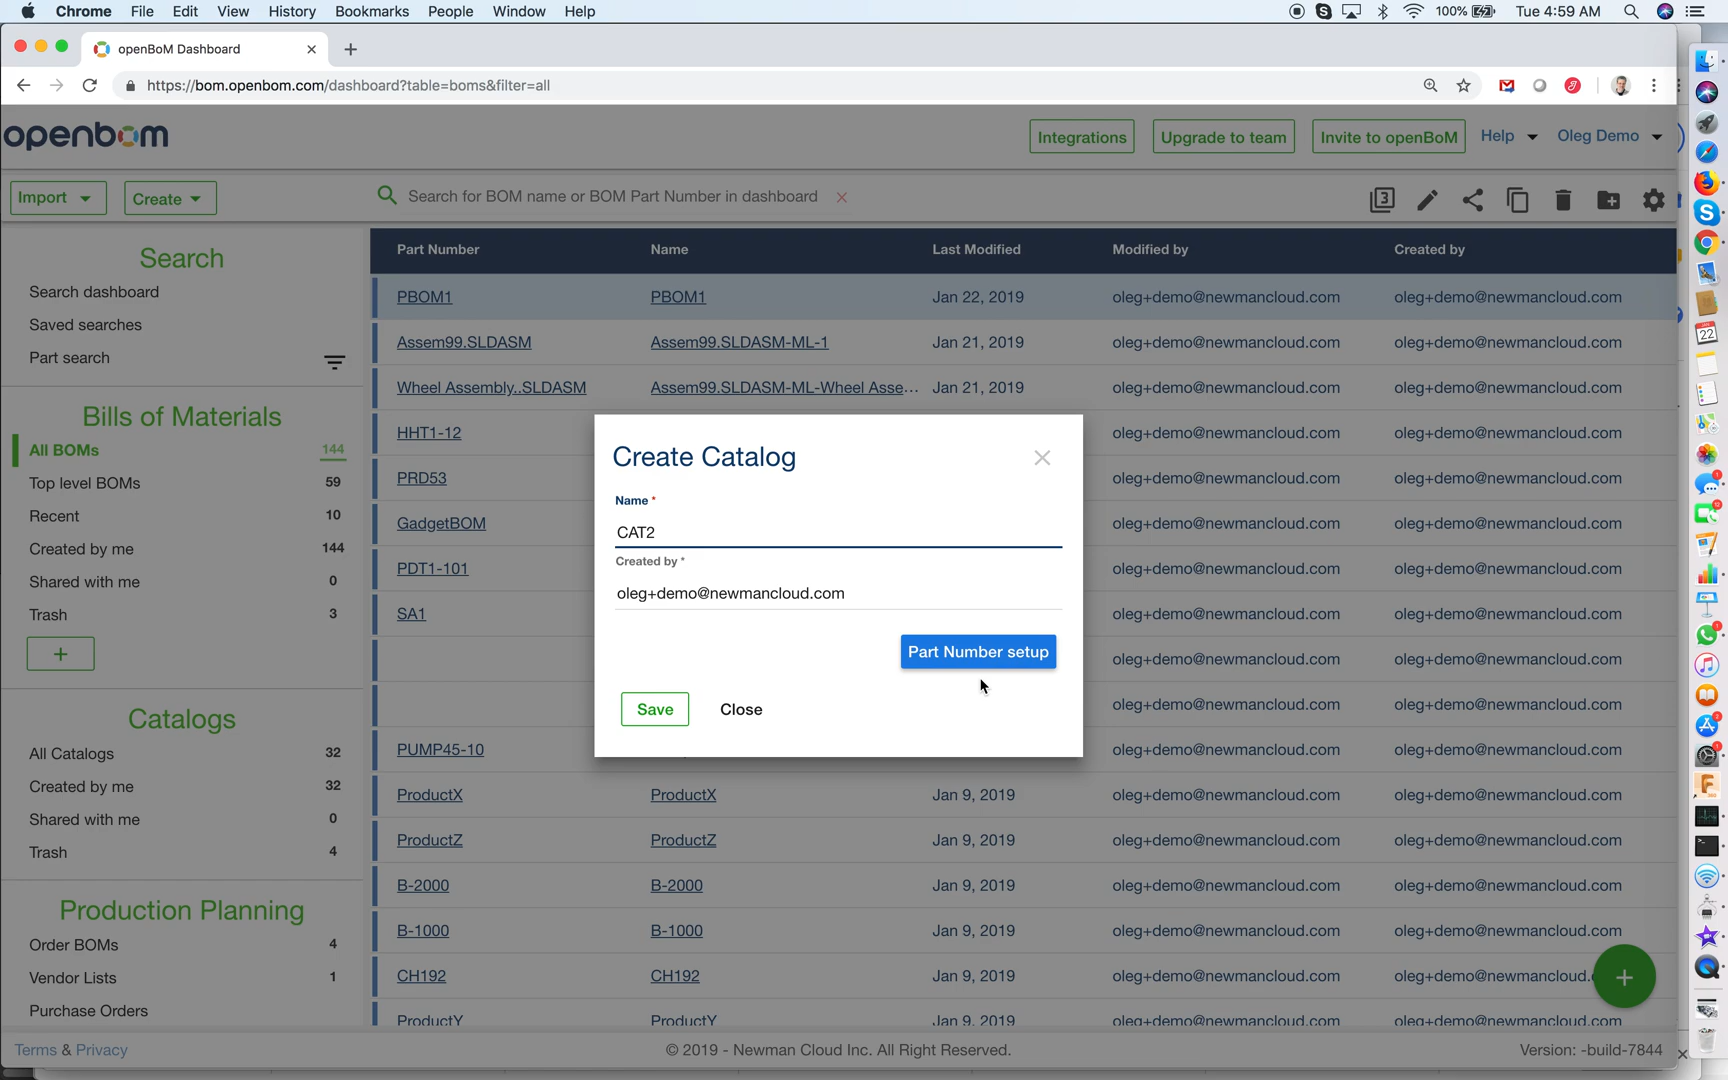 Chrome File Edit View History Bookmarks People Window Help 100% Tue 4:59 AM
openBoM Dashboard
https://bom.openbom.com/dashboard?table=boms&filter=all
openbom
Integrations Upgrade to team Invite to openBoM Help Oleg Demo
Import Create Search for BOM name or BOM Part Number in dashboard 3
Search
Search dashboard
Saved searches
Part search
Bills of Materials
All BOMs 144
Top level BOMs 59
Recent 10
Created by me 144
Shared with me 0
Trash 3
+
Catalogs
All Catalogs 32
Created by me 32
Shared with me 0
Trash 4
Production Planning
Order BOMs 4
Vendor Lists 1
Purchase Orders
Part Number Name Last Modified Modified by Created by
PBOM1 PBOM1 Jan 22, 2019 oleg+demo@newmancloud.com oleg+demo@newmancloud.com
Assem99.SLDASM Assem99.SLDASM-ML-1 Jan 21, 2019 oleg+demo@newmancloud.com oleg+demo@newmancloud.com
Wheel Assembly..SLDASM Assem99.SLDASM-ML-Wheel Asse... Jan 21, 2019 oleg+demo@newmancloud.com oleg+demo@newmancloud.com
HHT1-12 oleg+demo@newmancloud.com oleg+demo@newmancloud.com
PRD53 oleg+demo@newmancloud.com oleg+demo@newmancloud.com
GadgetBOM oleg+demo@newmancloud.com oleg+demo@newmancloud.com
PDT1-101 oleg+demo@newmancloud.com oleg+demo@newmancloud.com
SA1 oleg+demo@newmancloud.com oleg+demo@newmancloud.com
oleg+demo@newmancloud.com oleg+demo@newmancloud.com
oleg+demo@newmancloud.com oleg+demo@newmancloud.com
PUMP45-10 oleg+demo@newmancloud.com oleg+demo@newmancloud.com
ProductX ProductX Jan 9, 2019 oleg+demo@newmancloud.com oleg+demo@newmancloud.com
ProductZ ProductZ Jan 9, 2019 oleg+demo@newmancloud.com oleg+demo@newmancloud.com
B-2000 B-2000 Jan 9, 2019 oleg+demo@newmancloud.com oleg+demo@newmancloud.com
B-1000 B-1000 Jan 9, 2019 oleg+demo@newmancloud.com oleg+demo@newmancloud.com
CH192 CH192 Jan 9, 2019 oleg+demo@newmancloud.com oleg+demo@newmancloud.
ProductY ProductY Jan 9, 2019 oleg+demo@newmancloud.com oleg+demo@newmancloud.com
Create Catalog
Name *
CAT2
Created by *
oleg+demo@newmancloud.com
Part Number setup
Save Close
+
Terms & Privacy © 2019 - Newman Cloud Inc. All Right Reserved. Version: -build-7844
22